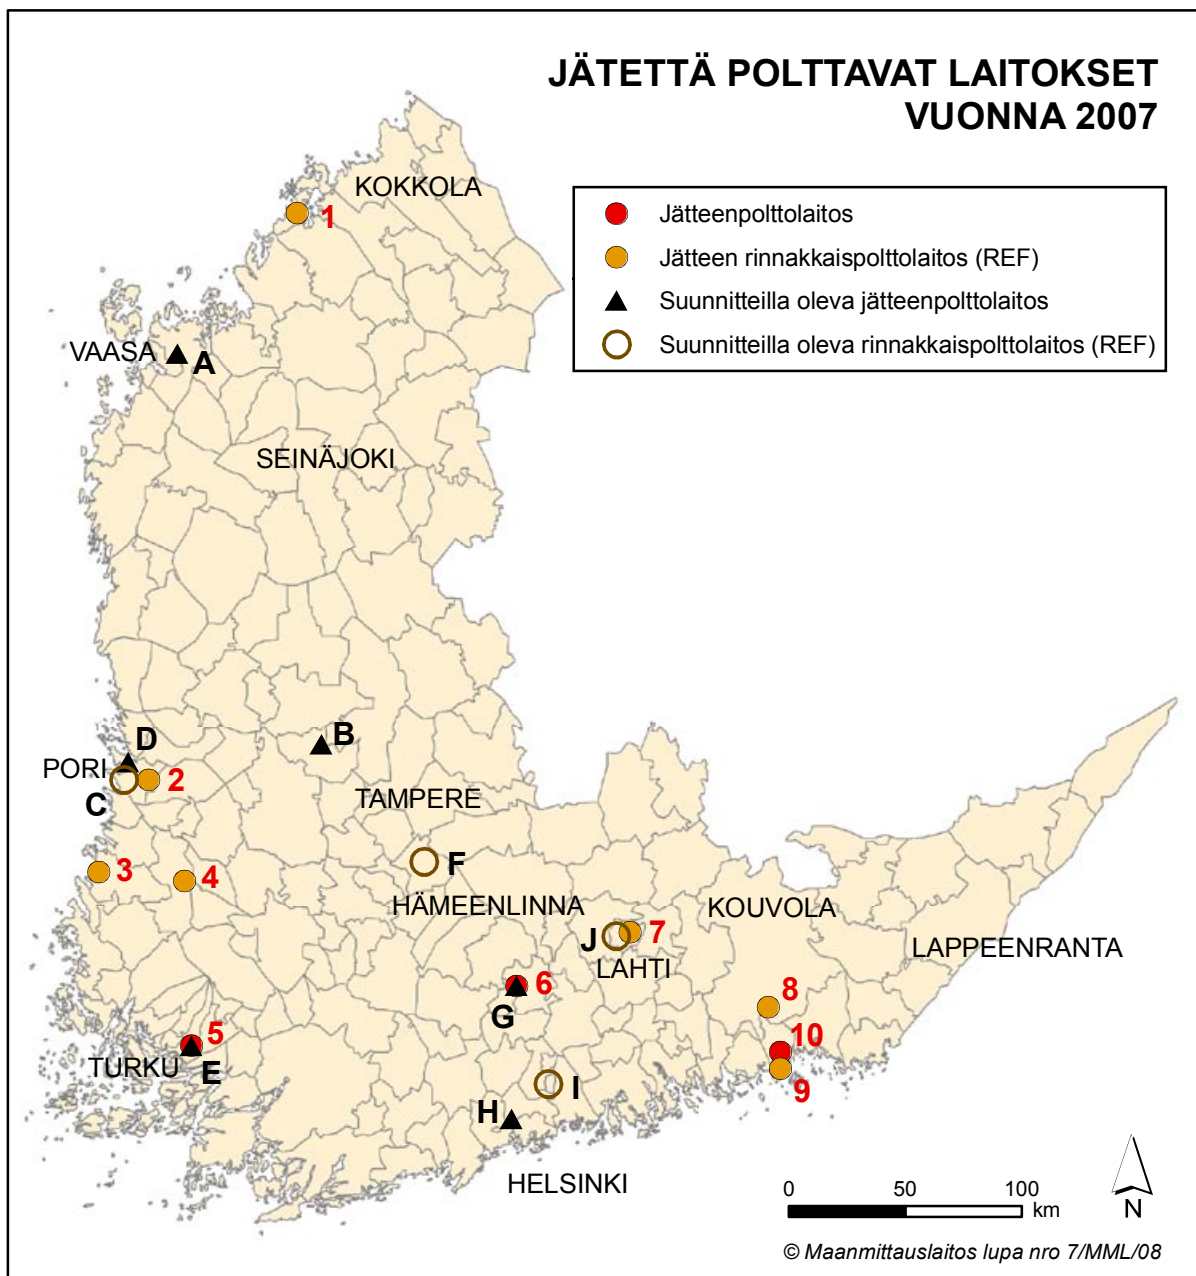 JÄTETTÄ POLTTAVAT LAITOKSET
VUONNA 2007
Jätteenpolttolaitos
Jätteen rinnakkaispolttolaitos (REF)
Suunnitteilla oleva jätteenpolttolaitos
Suunnitteilla oleva rinnakkaispolttolaitos (REF)
KOKKOLA
1
VAASA
A
SEINÄJOKI
B
D
PORI
2
C
TAMPERE
3
4
F
HÄMEENLINNA
KOUVOLA
J
7
LAPPEENRANTA
LAHTI
6
8
G
5
10
TURKU
E
I
9
H
HELSINKI
0 50 100
km
N
© Maanmittauslaitos lupa nro 7/MML/08